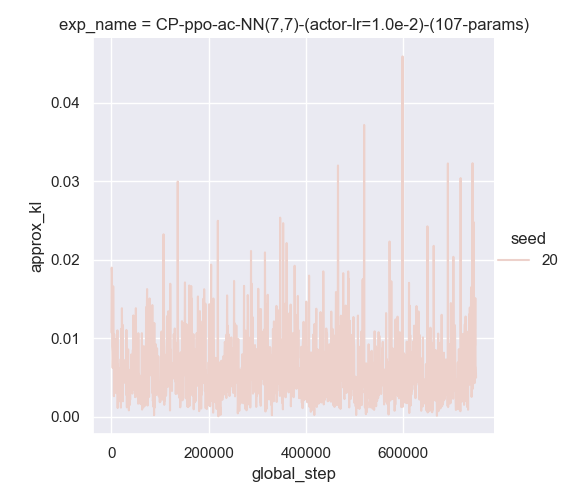 exp_name = CP-ppo-ac-NN(7,7)-(actor-lr=1.0e-2)-(107-params)
0.04
0.03
0.02
0.01
0.00
approx_kl
seed
20
0
200000
400000
600000
global_step